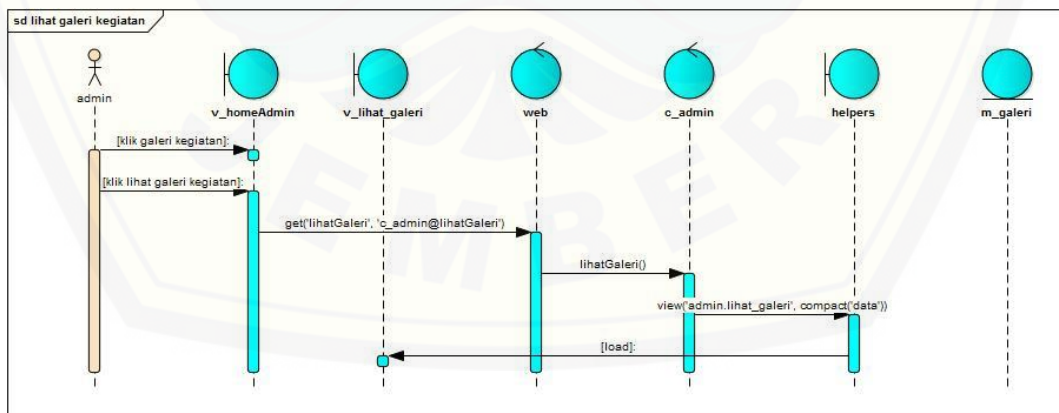 sd lihat galeri kegiatan
admin
v_homeAdmin
v_lihat_galeri
web
c_admin
helpers
m_galeri
[klik galeri kegiatan]:
[klik lihat galeri kegiatan]:
get('lihatGaleri', 'c_admin@lihatGaleri')
lihatGaleri()
view('admin.lihat_galeri', compact('data'))
[load]:
JEMBER